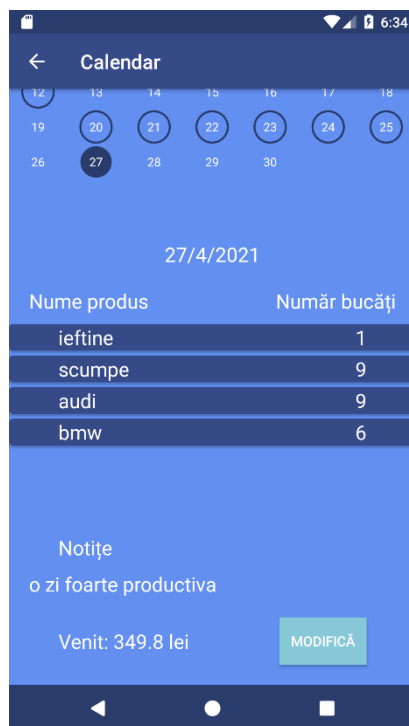 6:34
Calendar
12 13 14 15 16 17 18
19 20 21 22 23 24 25
26 27 28 29 30
27/4/2021
Nume produs Număr bucăți
ieftine 1
scumpe 9
audi 9
bmw 6
Notițe
o zi foarte productiva
Venit: 349.8 lei MODIFICĂ